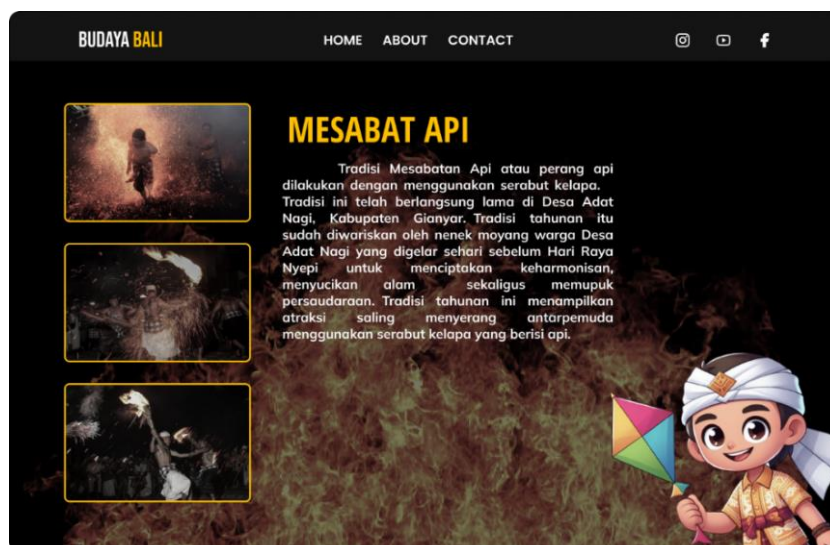 BUDAYA BALI
HOME ABOUT CONTACT
MESABAT API
Tradisi Mesabatan Api atau perang api
dilakukan dengan menggunakan serabut kelapa.
Tradisi ini telah berlangsung lama di Desa Adat
Nagi, Kabupaten Gianyar. Tradisi tahunan itu
sudah diwariskan oleh nenek moyang warga Desa
Adat Nagi yang digelar sehari sebelum Hari Raya
Nyepi untuk menciptakan keharmonisan,
menyucikan alam sekaligus memupuk
persaudaraan. Tradisi tahunan ini menampilkan
atraksi saling menyerang antarpemuda
menggunakan serabut kelapa yang berisi api.